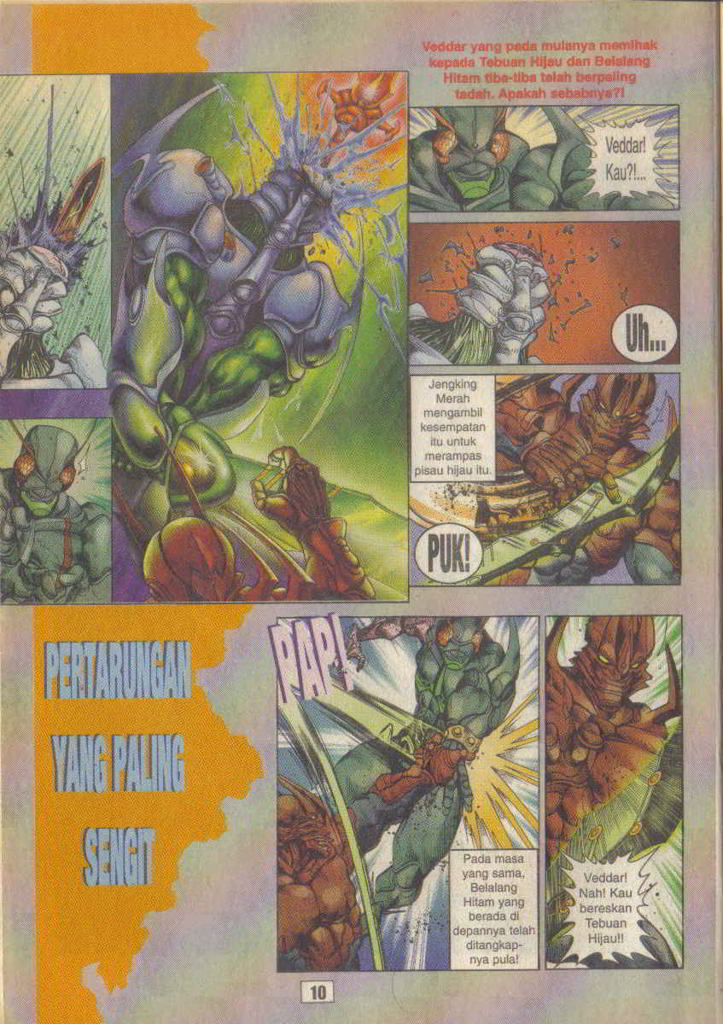 Veddar yang pada mulanya memihak
kepada Tebuan Hijau dan Belalang
Hitam tiba-tiba telah berpaling
tadah. Apakah sebabnya?!
Veddar!
Kau?!...
Uh...
Jengking
Merah
mengambil
kesempatan
itu untuk
merampas
pisau hijau itu.
PUK!
PERTARUNGAN
YANG PALING
SENGIT
PAP!
Pada masa
yang sama,
Belalang
Hitam yang
berada di
depannya telah
ditangkap-
nya pula!
Veddar!
Nah! Kau
bereskan
Tebuan
Hijau!!
10